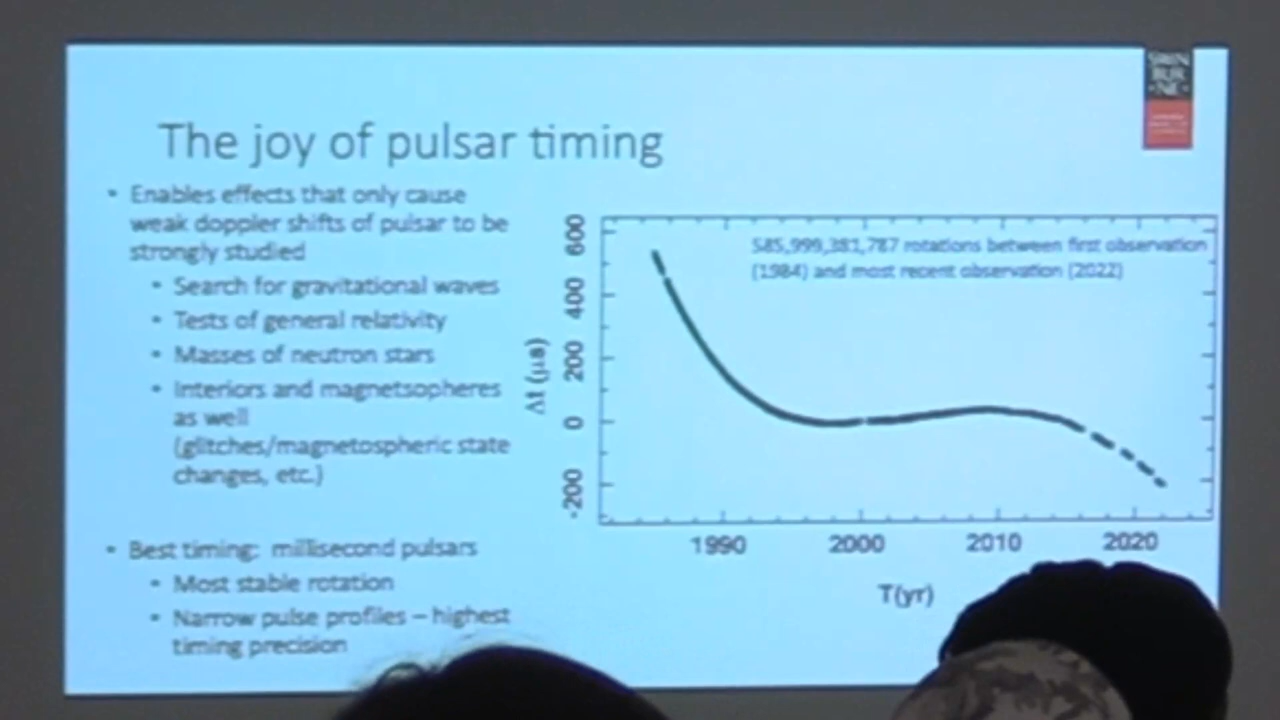 The joy of pulsar timing
• Enables effects that only cause
weak doppler shifts of pulsar to be
strongly studied
• Search for gravitational waves
• Tests of general relativity
• Masses of neutron stars
• Interiors and magnetsopheres
as well
(glitches/magnetospheric state
changes, etc.)
• Best timing: millisecond pulsars
• Most stable rotation
• Narrow pulse profiles – highest
timing precision
SWIN
BUR
• NE •
585,999,381,787 rotations between first observation
(1984) and most recent observation (2022)
Δt (μs)
600
400
200
0
-200
1990 2000 2010 2020
T(yr)